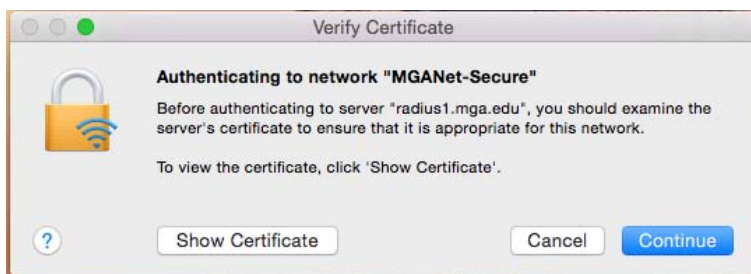 Verify Certificate
Authenticating to network "MGANet-Secure"
Before authenticating to server "radius1.mga.edu", you should examine the
server's certificate to ensure that it is appropriate for this network.
To view the certificate, click 'Show Certificate'.
?
Show Certificate
Cancel
Continue